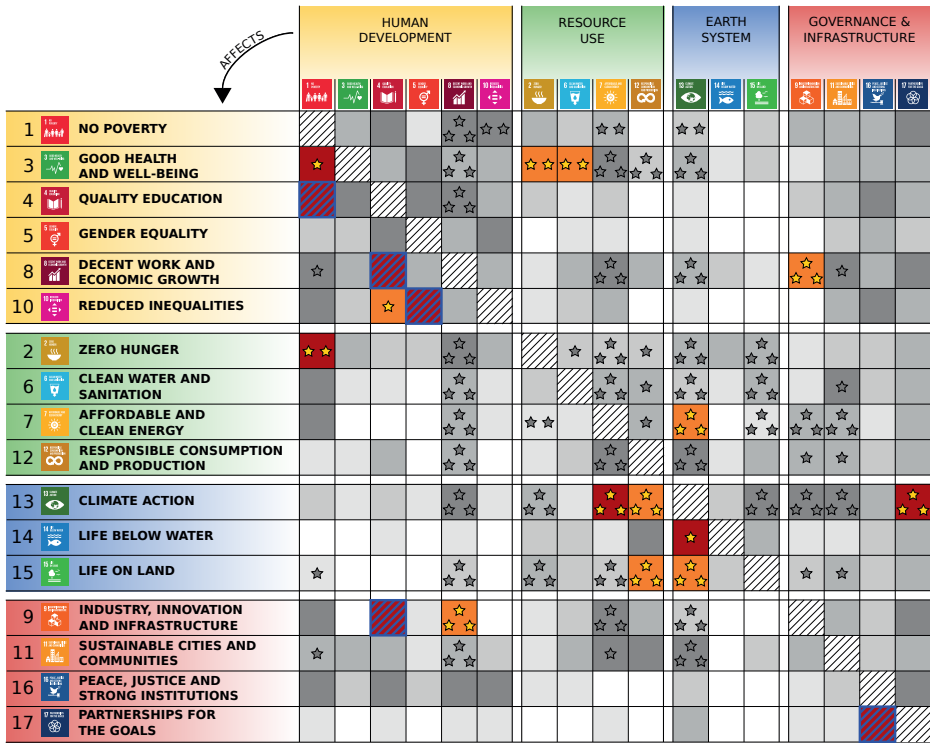 AFFECTS
HUMAN
DEVELOPMENT
RESOURCE
USE
EARTH
SYSTEM
GOVERNANCE &
INFRASTRUCTURE
1 NO POVERTY
3 GOOD HEALTH
AND WELL-BEING
4 QUALITY EDUCATION
5 GENDER EQUALITY
8 DECENT WORK AND
ECONOMIC GROWTH
10 REDUCED INEQUALITIES
2 ZERO HUNGER
6 CLEAN WATER AND
SANITATION
7 AFFORDABLE AND
CLEAN ENERGY
12 RESPONSIBLE CONSUMPTION
AND PRODUCTION
13 CLIMATE ACTION
14 LIFE BELOW WATER
15 LIFE ON LAND
9 INDUSTRY, INNOVATION
AND INFRASTRUCTURE
11 SUSTAINABLE CITIES AND
COMMUNITIES
16 PEACE, JUSTICE AND
STRONG INSTITUTIONS
17 PARTNERSHIPS FOR
THE GOALS